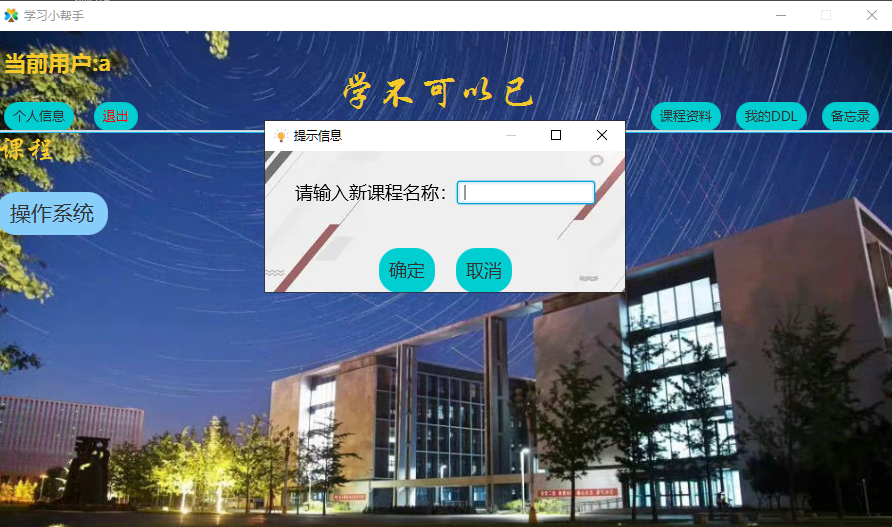 学习小帮手
当前用户:a
学不可以已
个人信息 退出 课程资料 我的DDL 备忘录
提示信息
课程
请输入新课程名称:
操作系统
确定 取消